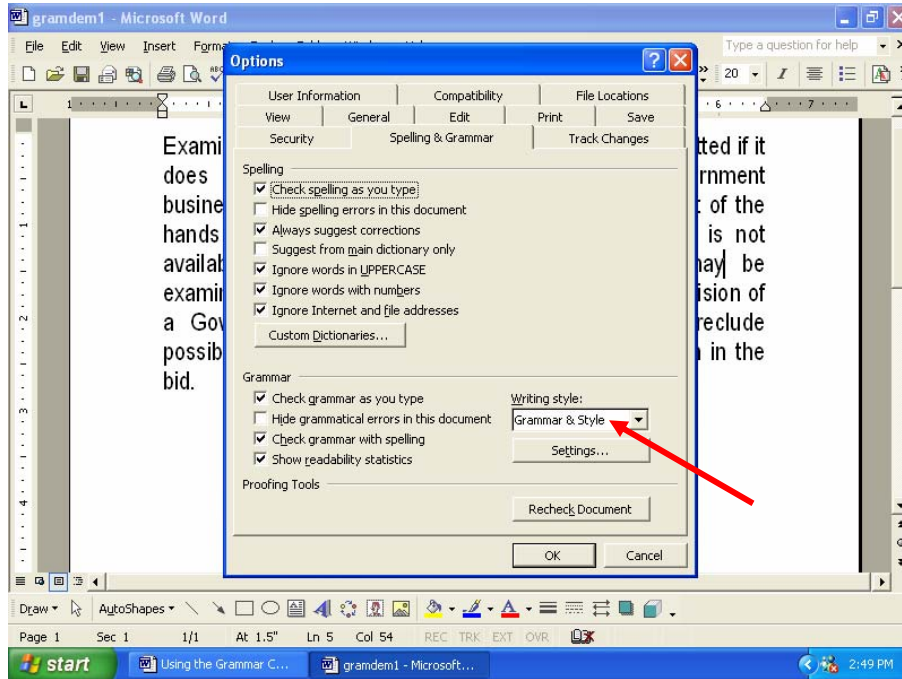 gramdem1 - Microsoft Word
File Edit View Insert
Type a question for help
20
I
L
1
6 7
Options
User Information Compatibility File Locations
View General Edit Print Save
Security Spelling & Grammar Track Changes
Spelling
Check spelling as you type
Hide spelling errors in this document
Always suggest corrections
Suggest from main dictionary only
Ignore words in UPPERCASE
Ignore words with numbers
Ignore Internet and file addresses
Custom Dictionaries...
Grammar
Check grammar as you type
Writing style:
Hide grammatical errors in this document
Grammar & Style
Check grammar with spelling
Settings...
Show readability statistics
Proofing Tools
Recheck Document
OK Cancel
Exami tted if it
does rnment
busine of the
hands is not
availab may be
examin ision of
a Gov reclude
possib in the
bid.
Draw AutoShapes
Page 1 Sec 1 1/1 At 1.5" Ln 5 Col 54 REC TRK EXT OVR
start Using the Grammar C... gramdem1 - Microsoft... 2:49 PM